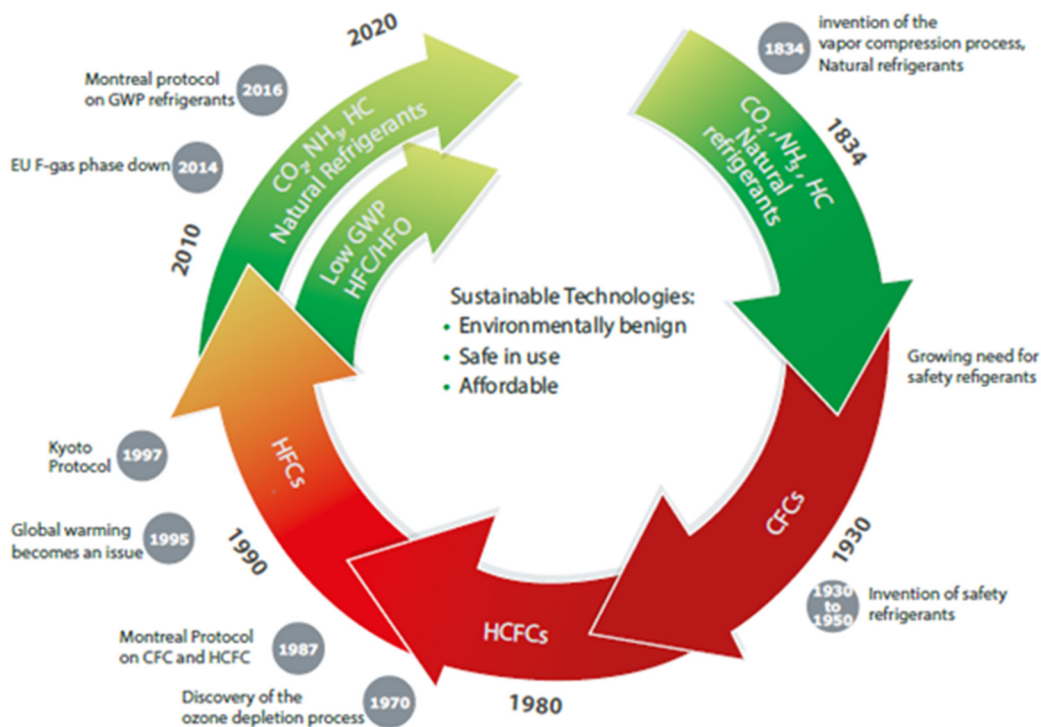 invention of the
vapor compression process,
Natural refrigerants
1834
1834
CO₂, NH₃, HC
Natural
refrigerants
Growing need for
safety refigerants
CFCs
1930
1930
to
1950
Invention of safety
refrigerants
HCFCs
1980
1970
Discovery of the
ozone depletion process
1987
Montreal Protocol
on CFC and HCFC
1990
1995
Global warming
becomes an issue
HFCs
1997
Kyoto
Protocol
2010
2014
EU F-gas phase down
2016
Montreal protocol
on GWP refrigerants
2020
CO₂, NH₃, HC
Natural Refrigerants
Low GWP
HFC/HFO
Sustainable Technologies:
• Environmentally benign
• Safe in use
• Affordable